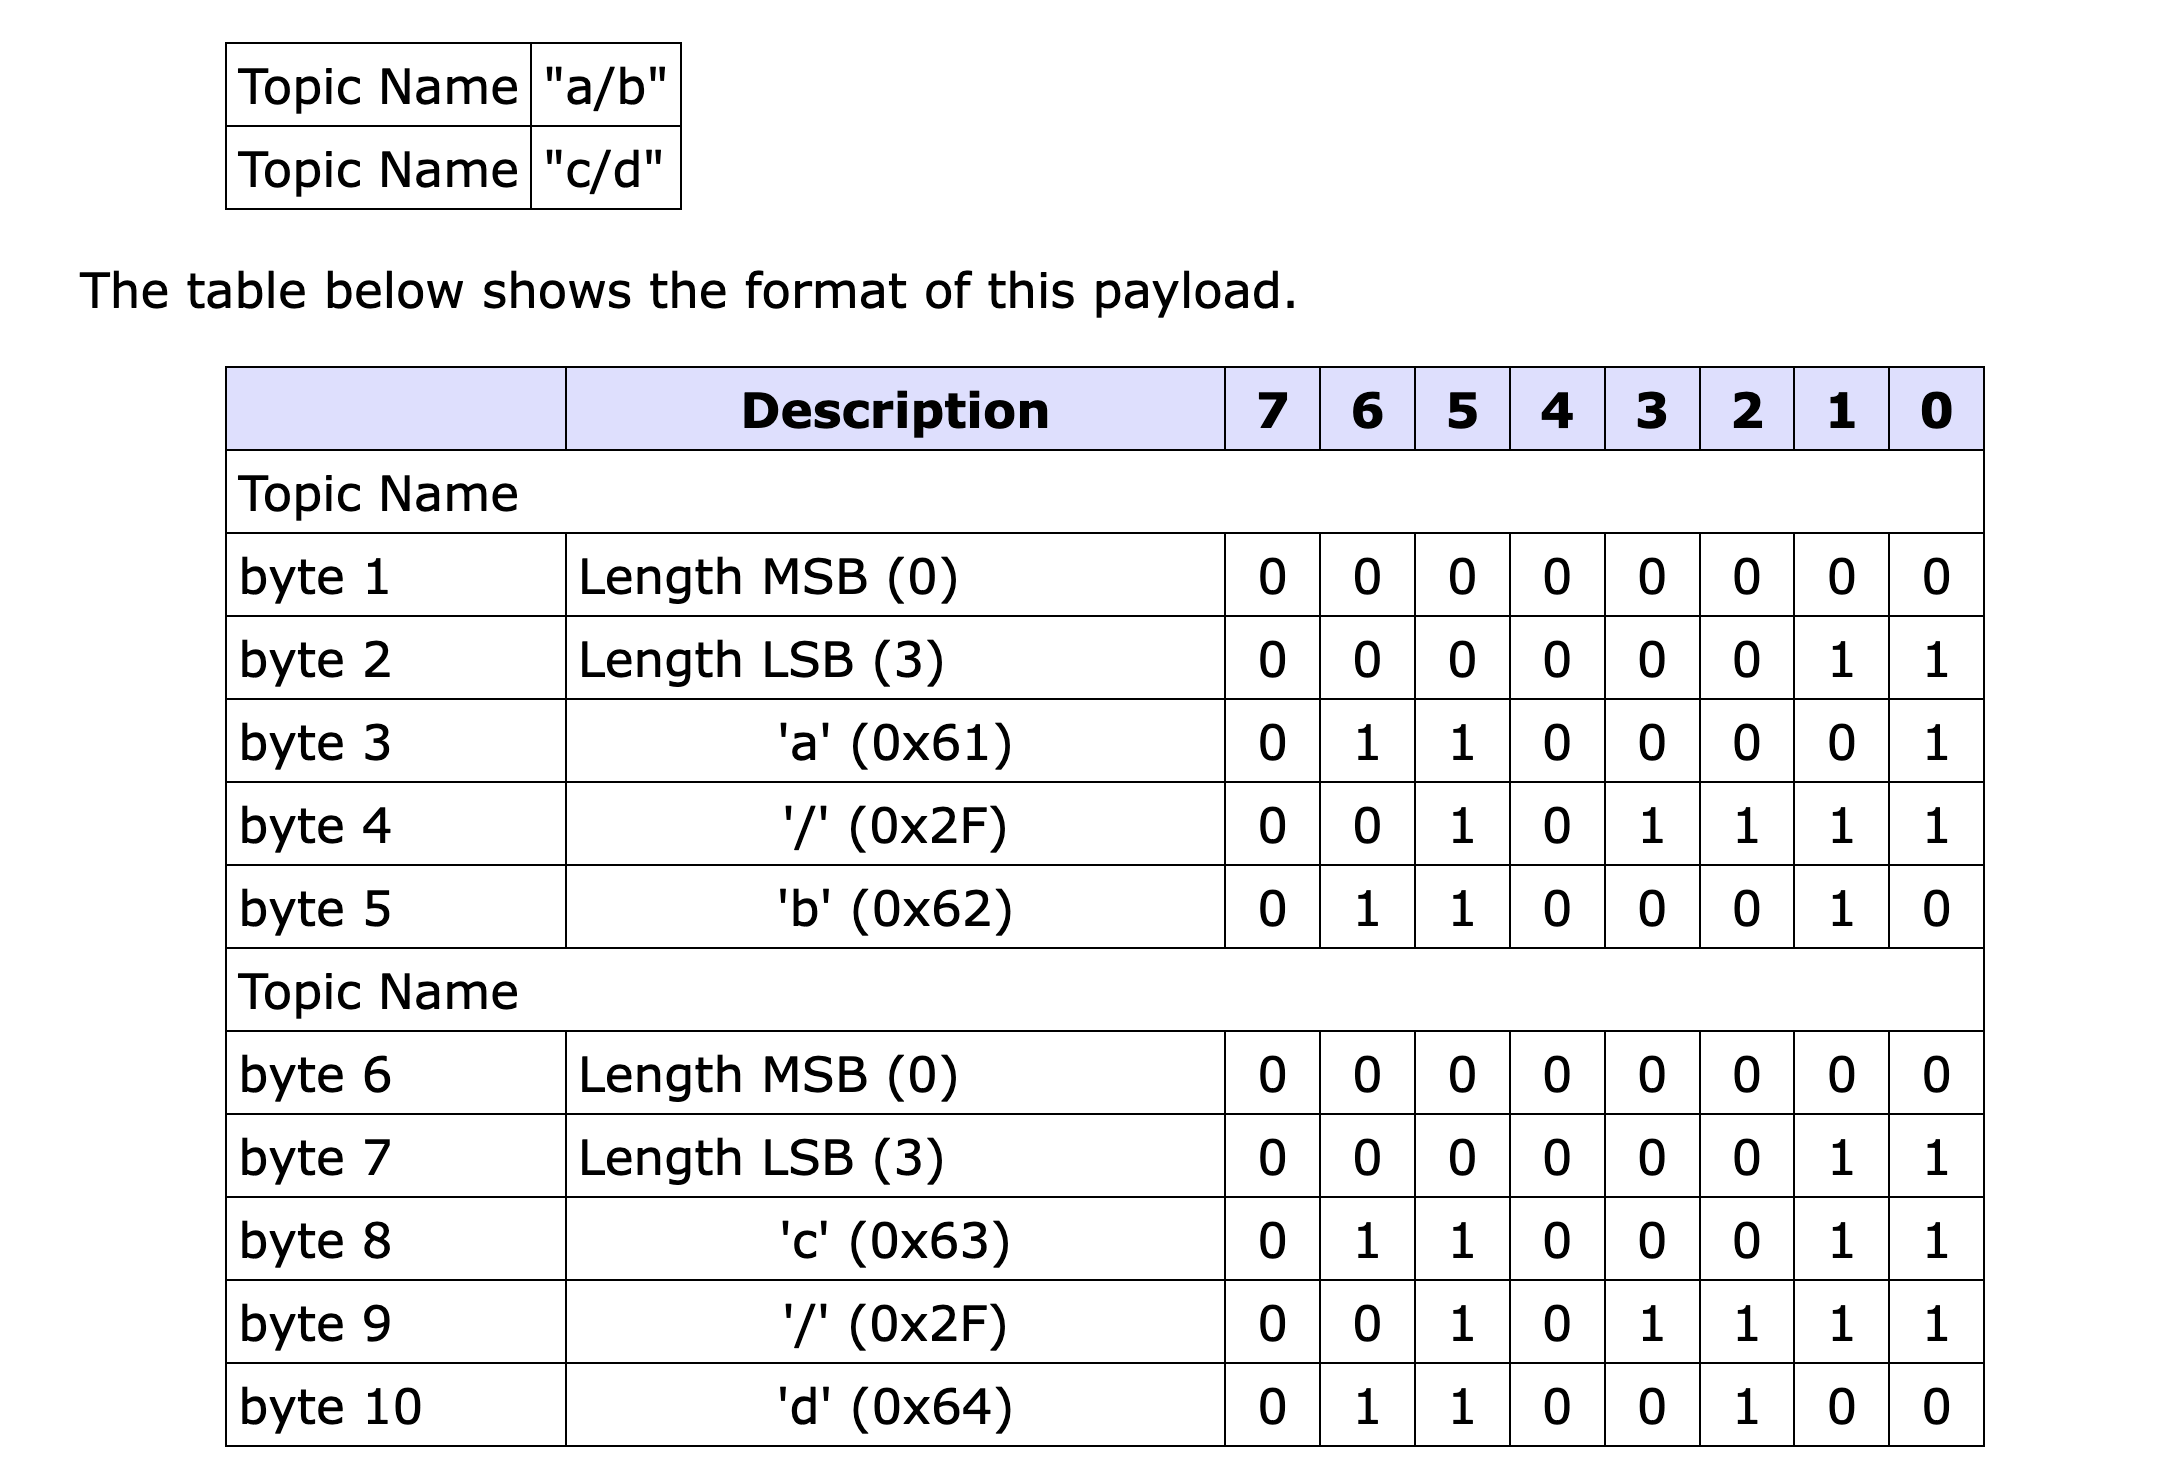 Topic Name "a/b"
Topic Name "c/d"
The table below shows the format of this payload.
Description 7 6 5 4 3 2 1 0
Topic Name
byte 1 Length MSB (0) 0 0 0 0 0 0 0 0
byte 2 Length LSB (3) 0 0 0 0 0 0 1 1
byte 3 'a' (0x61) 0 1 1 0 0 0 0 1
byte 4 '/' (0x2F) 0 0 1 0 1 1 1 1
byte 5 'b' (0x62) 0 1 1 0 0 0 1 0
Topic Name
byte 6 Length MSB (0) 0 0 0 0 0 0 0 0
byte 7 Length LSB (3) 0 0 0 0 0 0 1 1
byte 8 'c' (0x63) 0 1 1 0 0 0 1 1
byte 9 '/' (0x2F) 0 0 1 0 1 1 1 1
byte 10 'd' (0x64) 0 1 1 0 0 1 0 0